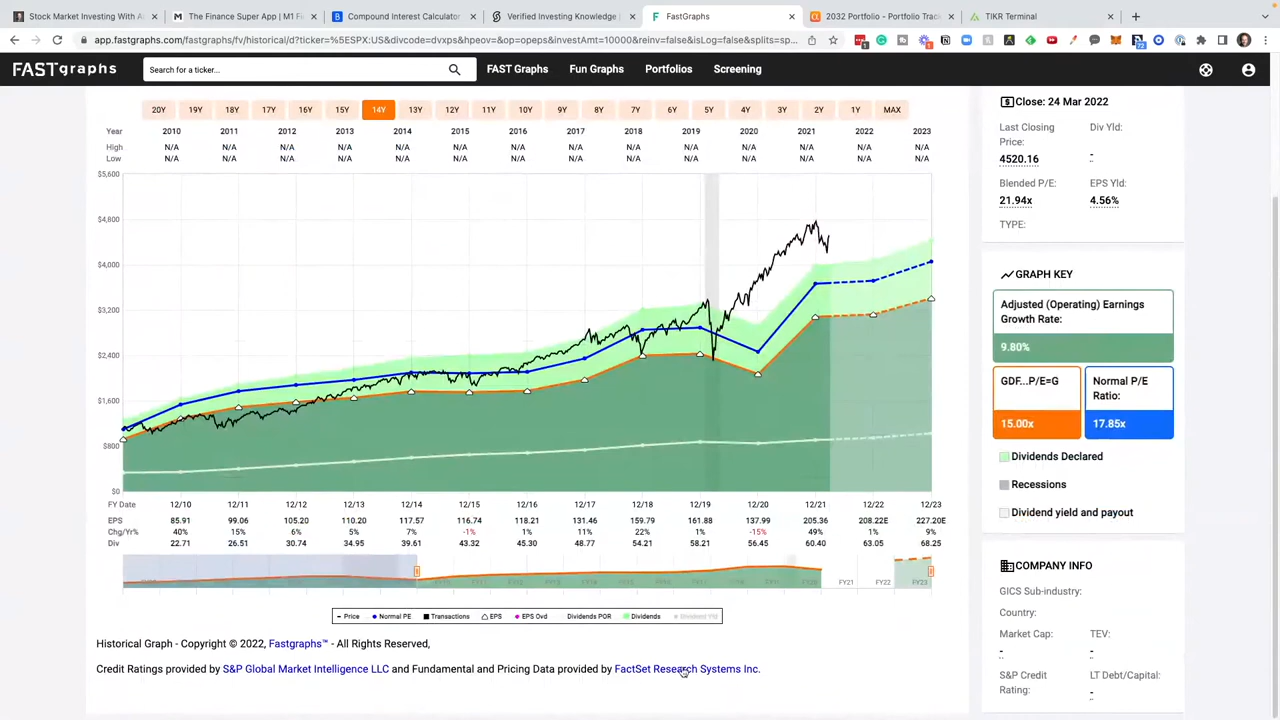 Stock Market Investing With A
The Finance Super App | M1 Fi
Compound Interest Calculator
Verified Investing Knowledge |
FastGraphs
2032 Portfolio - Portfolio Track
TIKR Terminal
app.fastgraphs.com/fastgraphs/fv/historical/d?ticker=%5ESPX:US&divcode=dvxps&hpeov=&op=opeps&investAmt=10000&reinv=false&isLog=false&splits=sp...
FASTgraphs
Search for a ticker...
FAST Graphs
Fun Graphs
Portfolios
Screening
20Y 19Y 18Y 17Y 16Y 15Y 14Y 13Y 12Y 11Y 10Y 9Y 8Y 7Y 6Y 5Y 4Y 3Y 2Y 1Y MAX
Year 2010 2011 2012 2013 2014 2015 2016 2017 2018 2019 2020 2021 2022 2023
High N/A N/A N/A N/A N/A N/A N/A N/A N/A N/A N/A N/A N/A N/A
Low N/A N/A N/A N/A N/A N/A N/A N/A N/A N/A N/A N/A N/A N/A
$5,600
$4,800
$4,000
$3,200
$2,400
$1,600
$800
$0
FY Date 12/10 12/11 12/12 12/13 12/14 12/15 12/16 12/17 12/18 12/19 12/20 12/21 12/22 12/23
EPS 85.91 99.06 105.20 110.20 117.57 116.74 118.21 131.46 159.79 161.88 137.99 205.36 208.22E 227.20E
Chg/Yr% 40% 15% 6% 5% 7% -1% 1% 11% 22% 1% -15% 49% 1% 9%
Div 22.71 26.51 30.74 34.95 39.61 43.32 45.30 48.77 54.21 58.21 56.45 60.40 63.05 68.25
FY21 FY22 FY23
Price Normal PE Transactions EPS EPS Ovd Dividends POR Dividends Dividend Yld
Historical Graph - Copyright © 2022, Fastgraphs™ - All Rights Reserved,
Credit Ratings provided by S&P Global Market Intelligence LLC and Fundamental and Pricing Data provided by FactSet Research Systems Inc.
Close: 24 Mar 2022
Last Closing Price:
4520.16
Div Yld:
-
Blended P/E:
21.94x
EPS Yld:
4.56%
TYPE:
GRAPH KEY
Adjusted (Operating) Earnings
Growth Rate:
9.80%
GDF...P/E=G
15.00x
Normal P/E
Ratio:
17.85x
Dividends Declared
Recessions
Dividend yield and payout
COMPANY INFO
GICS Sub-industry:
Country:
Market Cap:
-
TEV:
-
S&P Credit
Rating:
LT Debt/Capital:
-